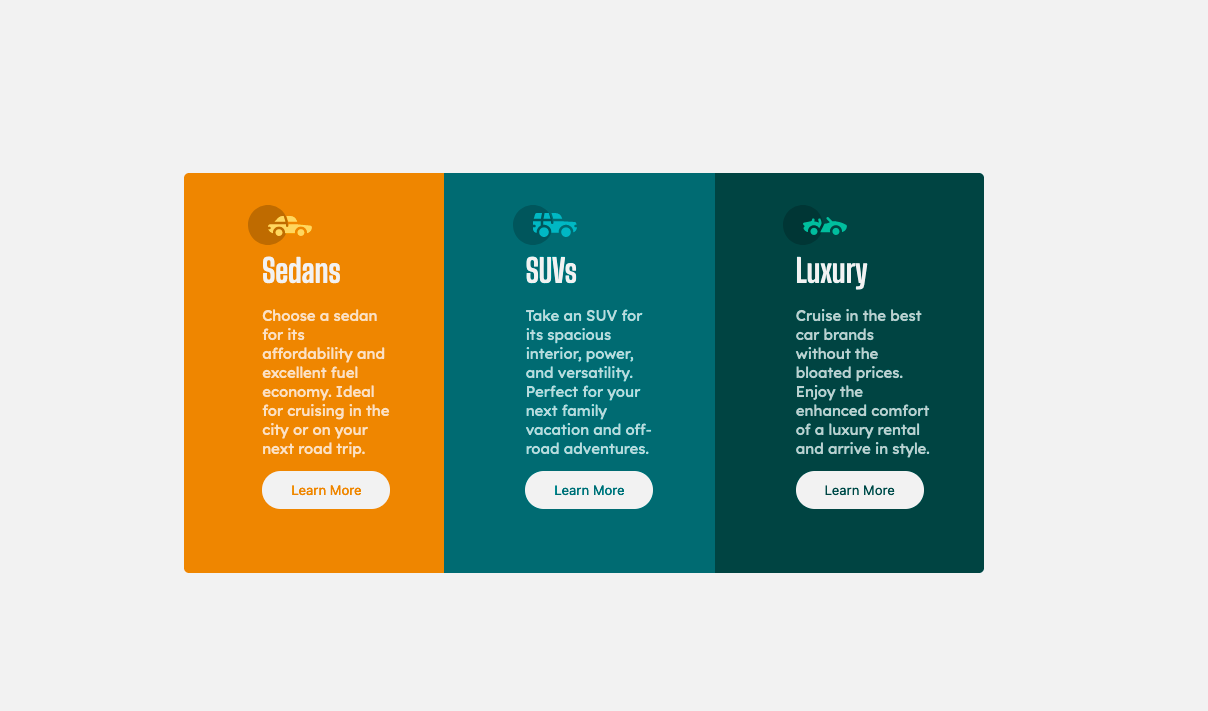 Sedans
Choose a sedan
for its
affordability and
excellent fuel
economy. Ideal
for cruising in the
city or on your
next road trip.
Learn More
SUVs
Take an SUV for
its spacious
interior, power,
and versatility.
Perfect for your
next family
vacation and off-
road adventures.
Learn More
Luxury
Cruise in the best
car brands
without the
bloated prices.
Enjoy the
enhanced comfort
of a luxury rental
and arrive in style.
Learn More